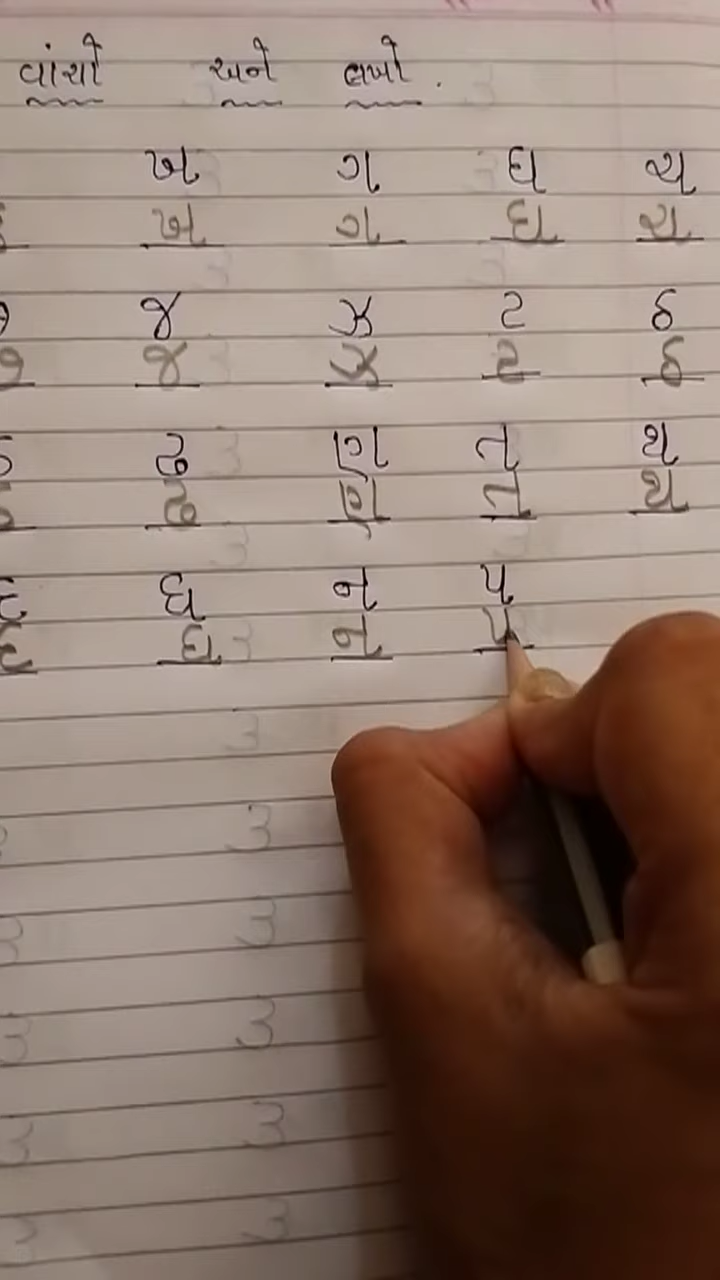 વાંચો અને લખો.
ખ ગ ઘ ચ
ખ ગ ઘ ચ
જ ઝ ટ ઠ
જ ઝ ટ ઠ
ઢ ણ ત થ
ઢ ણ ત થ
ધ ન પ
ધ ન પ